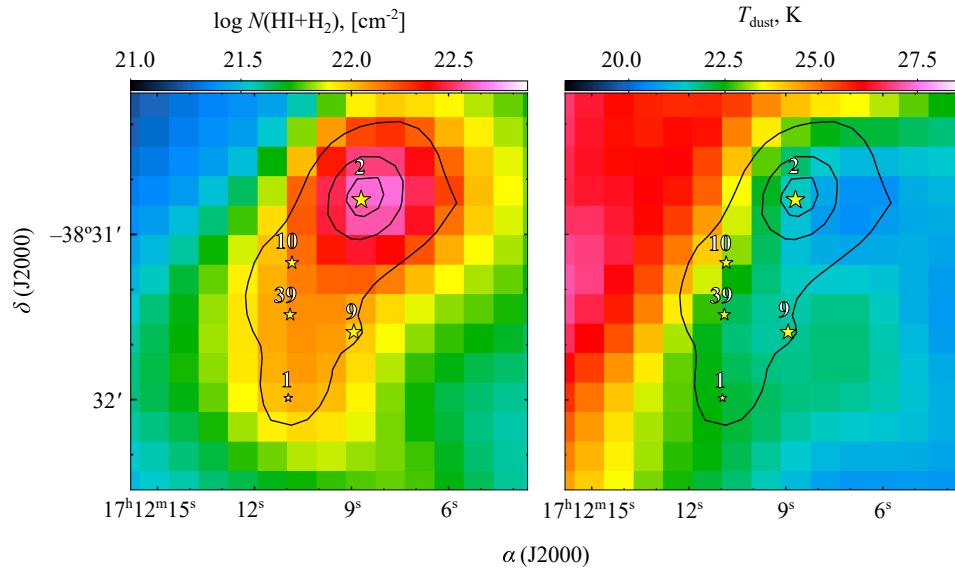 log N(HI+H₂), [cm⁻²]
T_dust, K
21.0 21.5 22.0 22.5
20.0 22.5 25.0 27.5
2
2
−38°31′
10
10
39
9
39
9
1
1
32′
δ (J2000)
17ʰ12ᵐ15ˢ 12ˢ 9ˢ 6ˢ
12ˢ 9ˢ 6ˢ
α (J2000)